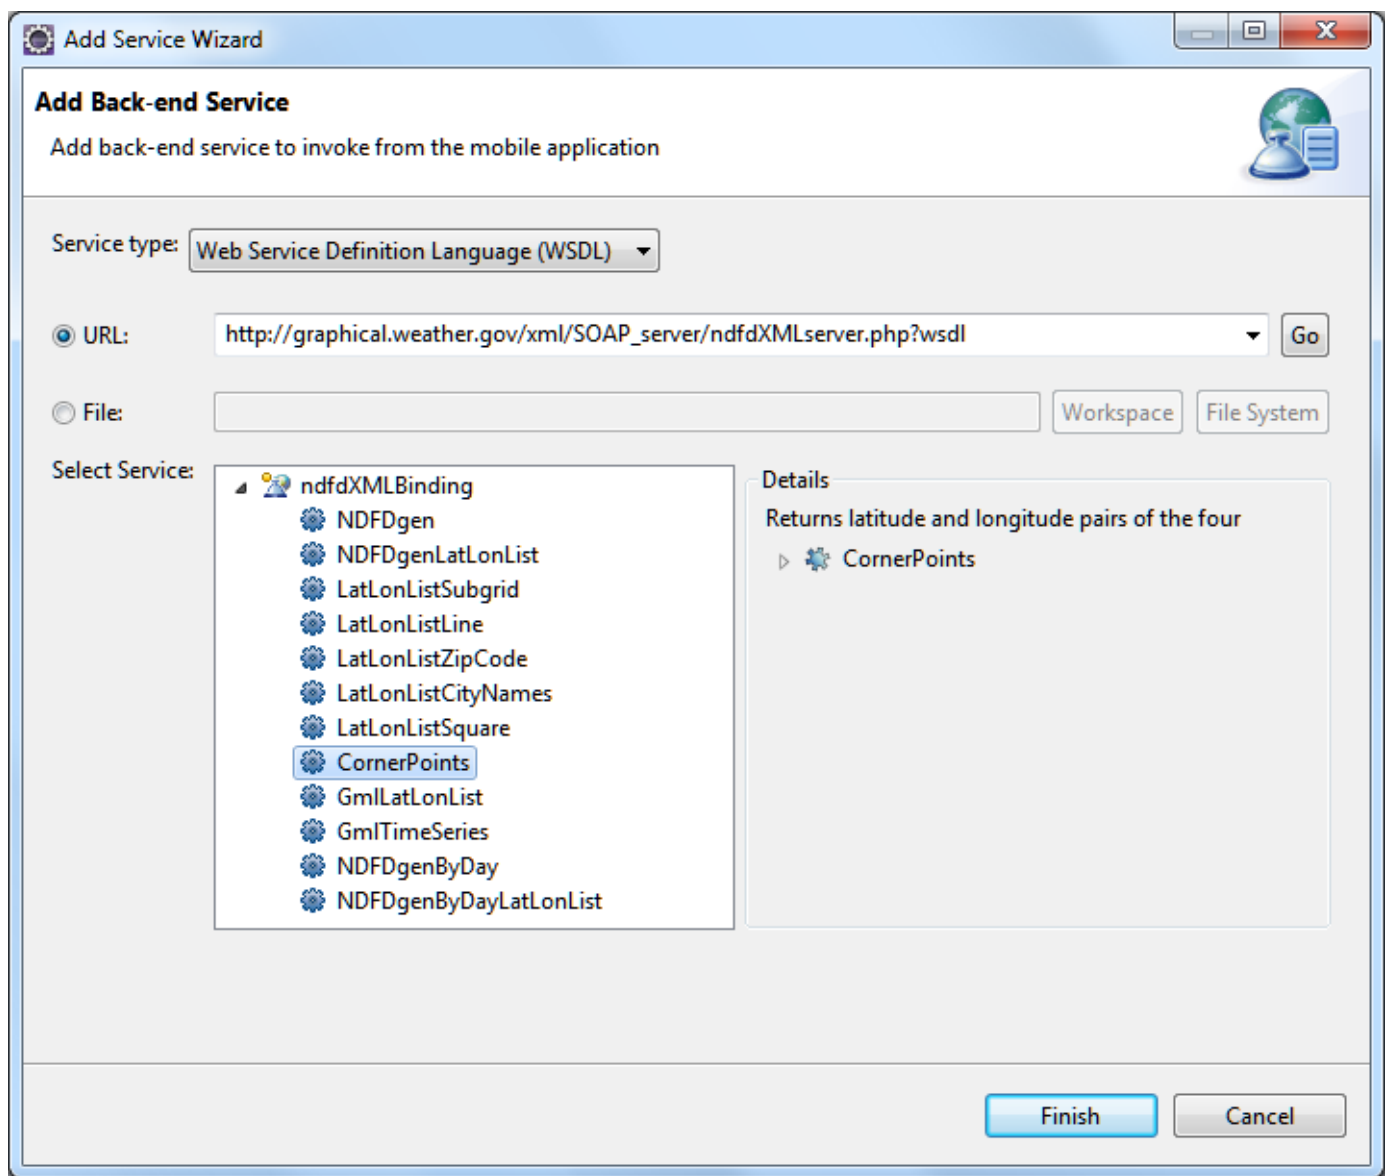 Add Service Wizard
Add Back-end Service
Add back-end service to invoke from the mobile application
Service type: Web Service Definition Language (WSDL)
URL: http://graphical.weather.gov/xml/SOAP_server/ndfdXMLserver.php?wsdl Go
File: Workspace File System
Select Service:
ndfdXMLBinding
NDFDgen
NDFDgenLatLonList
LatLonListSubgrid
LatLonListLine
LatLonListZipCode
LatLonListCityNames
LatLonListSquare
CornerPoints
GmlLatLonList
GmlTimeSeries
NDFDgenByDay
NDFDgenByDayLatLonList
Details
Returns latitude and longitude pairs of the four
CornerPoints
Finish Cancel